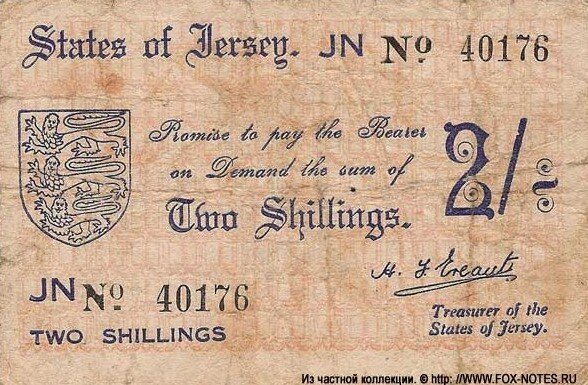 States of Jersey. JN No 40176
Promise to pay the Bearer
on Demand the sum of
Two Shillings.
2/-
H. F. Ereaut
JN No 40176
TWO SHILLINGS
Treasurer of the
States of Jersey.
Из частной коллекции. © http://WWW.FOX-NOTES.RU